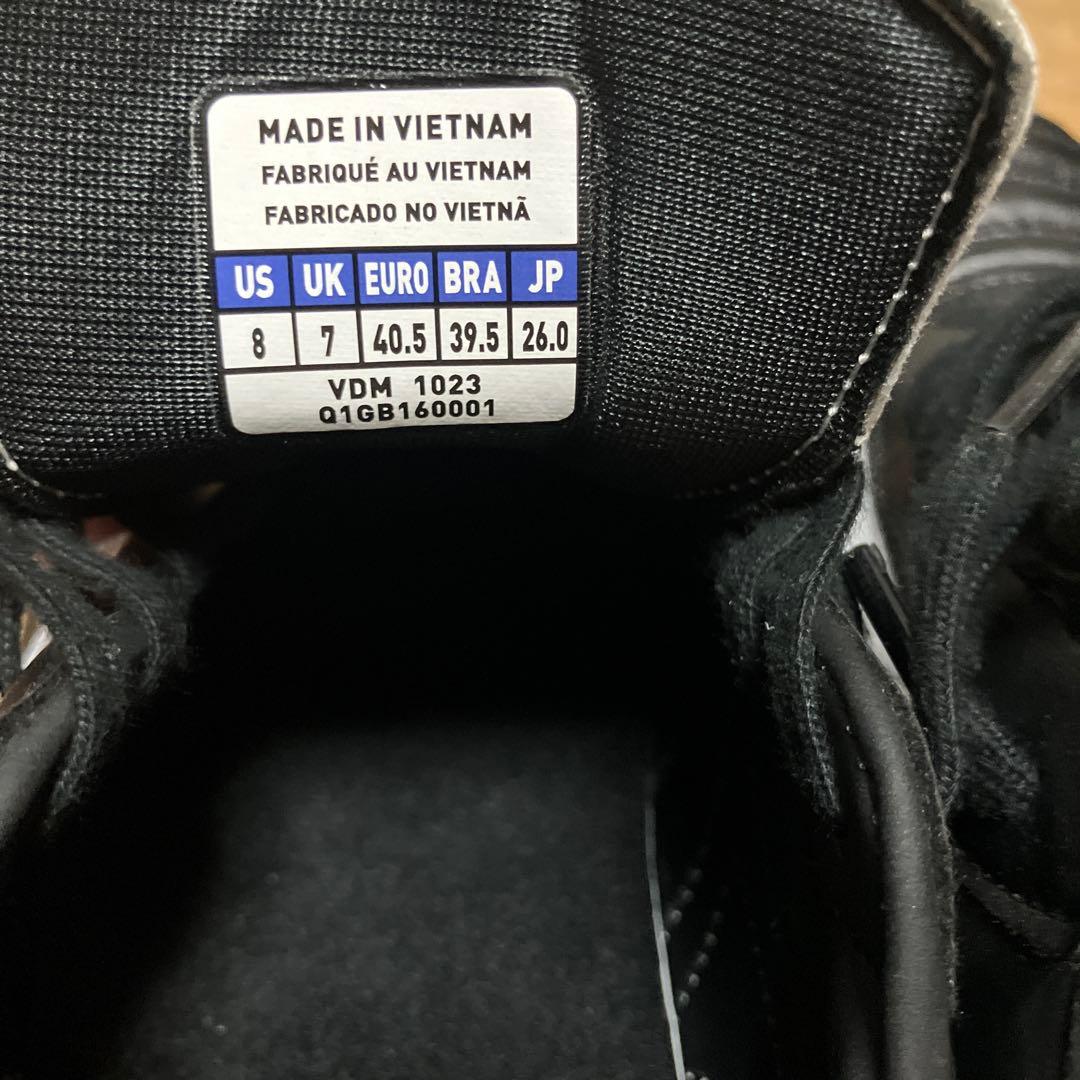 MADE IN VIETNAM
FABRIQUÉ AU VIETNAM
FABRICADO NO VIETNÃ
US UK EURO BRA JP
8 7 40.5 39.5 26.0
VDM 1023
Q1GB160001